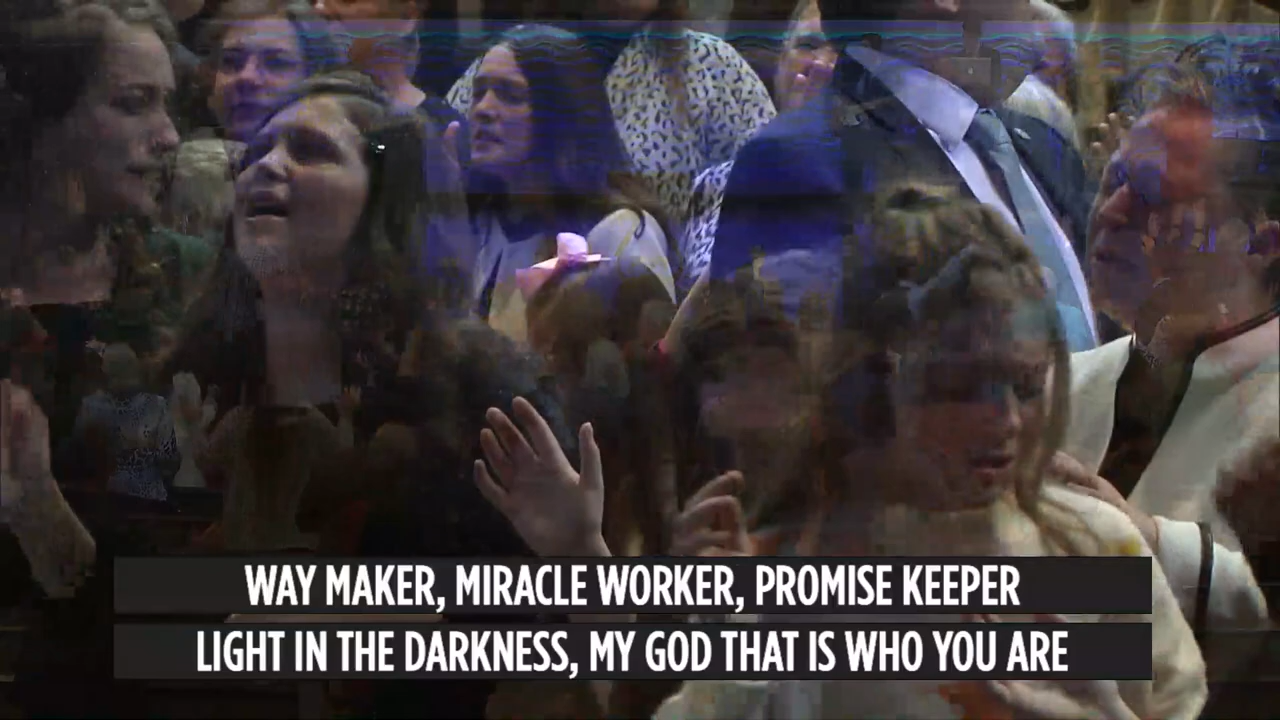 WAY MAKER, MIRACLE WORKER, PROMISE KEEPER
LIGHT IN THE DARKNESS, MY GOD THAT IS WHO YOU ARE